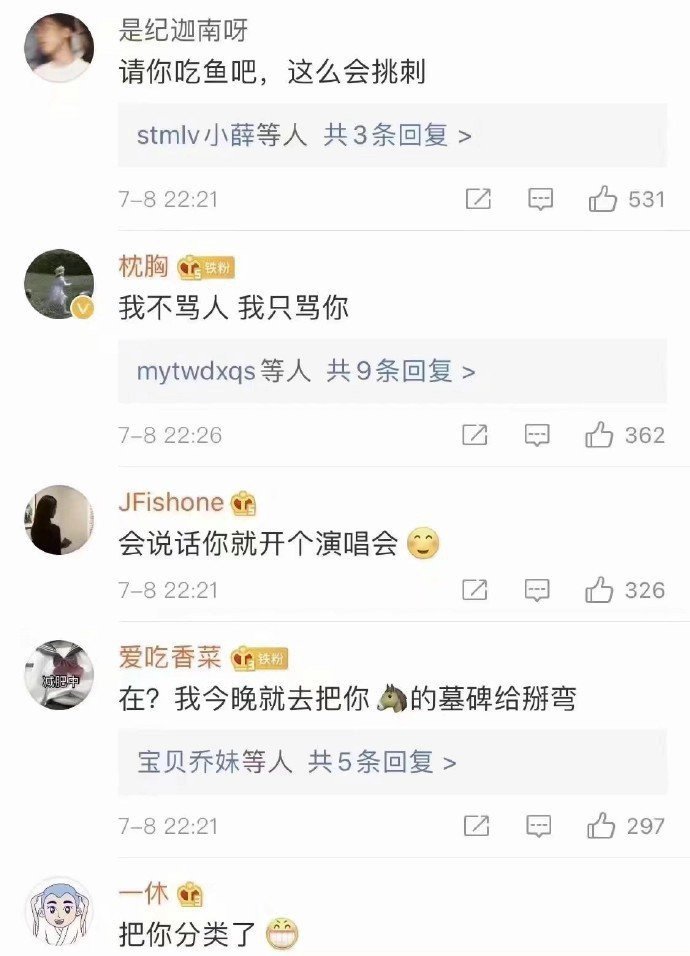 是纪迦南呀
请你吃鱼吧，这么会挑刺
stmlv小薛等人 共3条回复 >
7-8 22:21 531
枕胸 铁粉
我不骂人 我只骂你
mytwdxqs等人 共9条回复 >
7-8 22:26 362
JFishone
会说话你就开个演唱会😊
7-8 22:21 326
减肥中
爱吃香菜 铁粉
在？我今晚就去把你🐴的墓碑给掰弯
宝贝乔妹等人 共5条回复 >
7-8 22:21 297
一休
把你分类了😁